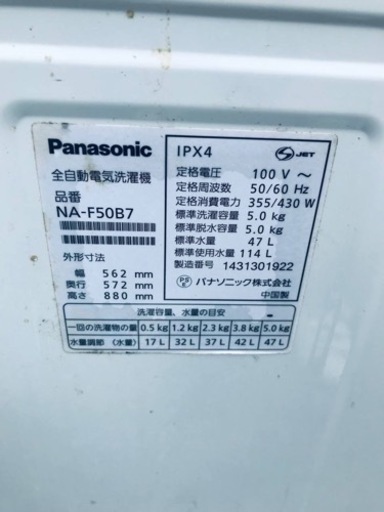 Panasonic
全自動電気洗濯機
品番
NA-F50B7
外形寸法
幅 562 mm
奥行 572 mm
高さ 880 mm
IPX4
JET
定格電圧 100 V ～
定格周波数 50/60 Hz
定格消費電力 355/430 W
標準洗濯容量 5.0 kg
標準脱水容量 5.0 kg
標準水量 47 L
標準使用水量 114 L
製造番号 1431301922
PS E パナソニック株式会社
中国製
洗濯容量、水量の目安
一回の洗濯物の量 0.5 kg 1.2 kg 2.3 kg 3.8 kg 5.0 kg
水量調節（水量） 17 L 32 L 37 L 42 L 47 L